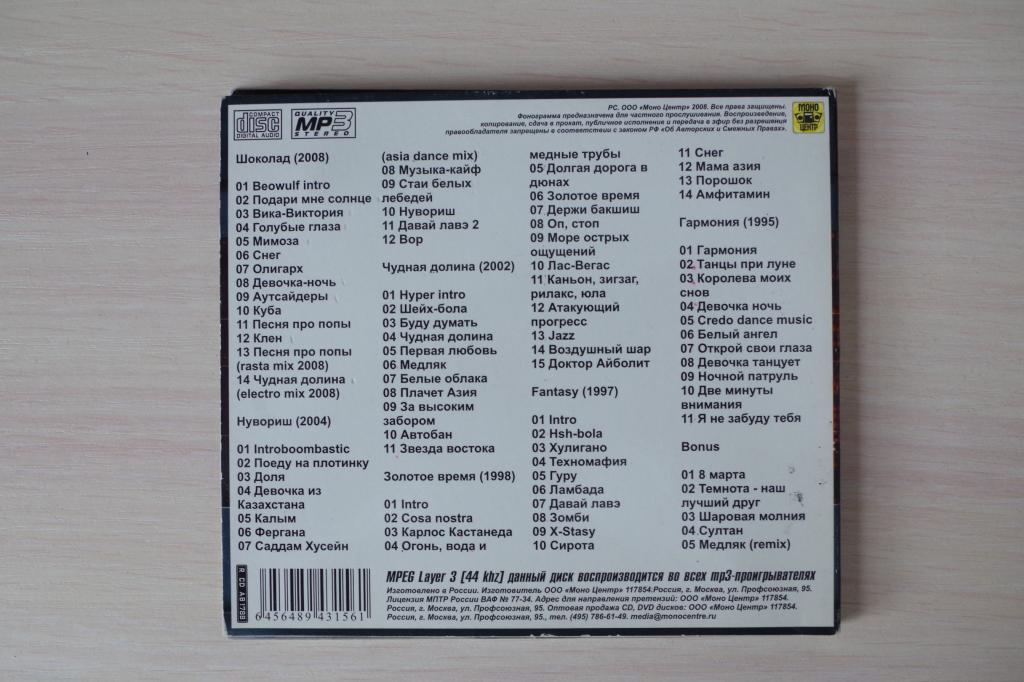 COMPACT
disc
DIGITAL AUDIO
QUALITY
MP3
STEREO
РС. ООО «Моно Центр» 2008. Все права защищены.
Фонограмма предназначена для частного прослушивания. Воспроизведение,
копирование, сдача в прокат, публичное исполнение и передача в эфир без разрешения
правообладателя запрещены в соответствии с законом РФ «Об Авторских и Смежных Правах».
МОНО
ЦЕНТР
Шоколад (2008)
01 Beowulf intro
02 Подари мне солнце
03 Вика-Виктория
04 Голубые глаза
05 Мимоза
06 Снег
07 Олигарх
08 Девочка-ночь
09 Аутсайдеры
10 Куба
11 Песня про попы
12 Клен
13 Песня про попы
(rasta mix 2008)
14 Чудная долина
(electro mix 2008)
Нувориш (2004)
01 Introboombastic
02 Поеду на плотинку
03 Доля
04 Девочка из
Казахстана
05 Калым
06 Фергана
07 Саддам Хусейн
(asia dance mix)
08 Музыка-кайф
09 Стаи белых
лебедей
10 Нувориш
11 Давай лавэ 2
12 Вор
Чудная долина (2002)
01 Hyper intro
02 Шейх-бола
03 Буду думать
04 Чудная долина
05 Первая любовь
06 Медляк
07 Белые облака
08 Плачет Азия
09 За высоким
забором
10 Автобан
11 Звезда востока
Золотое время (1998)
01 Intro
02 Cosa nostra
03 Карлос Кастанеда
04 Огонь, вода и
медные трубы
05 Долгая дорога в
дюнах
06 Золотое время
07 Держи бакшиш
08 Оп, стоп
09 Море острых
ощущений
10 Лас-Вегас
11 Каньон, зигзаг,
рилакс, юла
12 Атакующий
прогресс
13 Jazz
14 Воздушный шар
15 Доктор Айболит
Fantasy (1997)
01 Intro
02 Hsh-bola
03 Хулигано
04 Техномафия
05 Гуру
06 Ламбада
07 Давай лавэ
08 Зомби
09 X-Stasy
10 Сирота
11 Снег
12 Мама азия
13 Порошок
14 Амфитамин
Гармония (1995)
01 Гармония
02 Танцы при луне
03 Королева моих
снов
04 Девочка ночь
05 Credo dance music
06 Белый ангел
07 Открой свои глаза
08 Девочка танцует
09 Ночной патруль
10 Две минуты
внимания
11 Я не забуду тебя
Bonus
01 8 марта
02 Темнота - наш
лучший друг
03 Шаровая молния
04 Султан
05 Медляк (remix)
R CD AB 1788
6 456489 431561
MPEG Layer 3 [44 khz] данный диск воспроизводится во всех mp3-проигрывателях
Изготовлено в России. Изготовитель ООО «Моно Центр» 117854.Россия, г. Москва, ул. Профсоюзная, 95.
Лицензия МПТР России ВАФ № 77-34. Адрес для направления претензий: ООО «Моно Центр» 117854.
Россия, г. Москва, ул. Профсоюзная, 95. Оптовая продажа CD, DVD дисков: ООО «Моно Центр» 117854.
Россия, г. Москва, ул. Профсоюзная, 95., тел. (495) 786-61-49. media@monocentre.ru